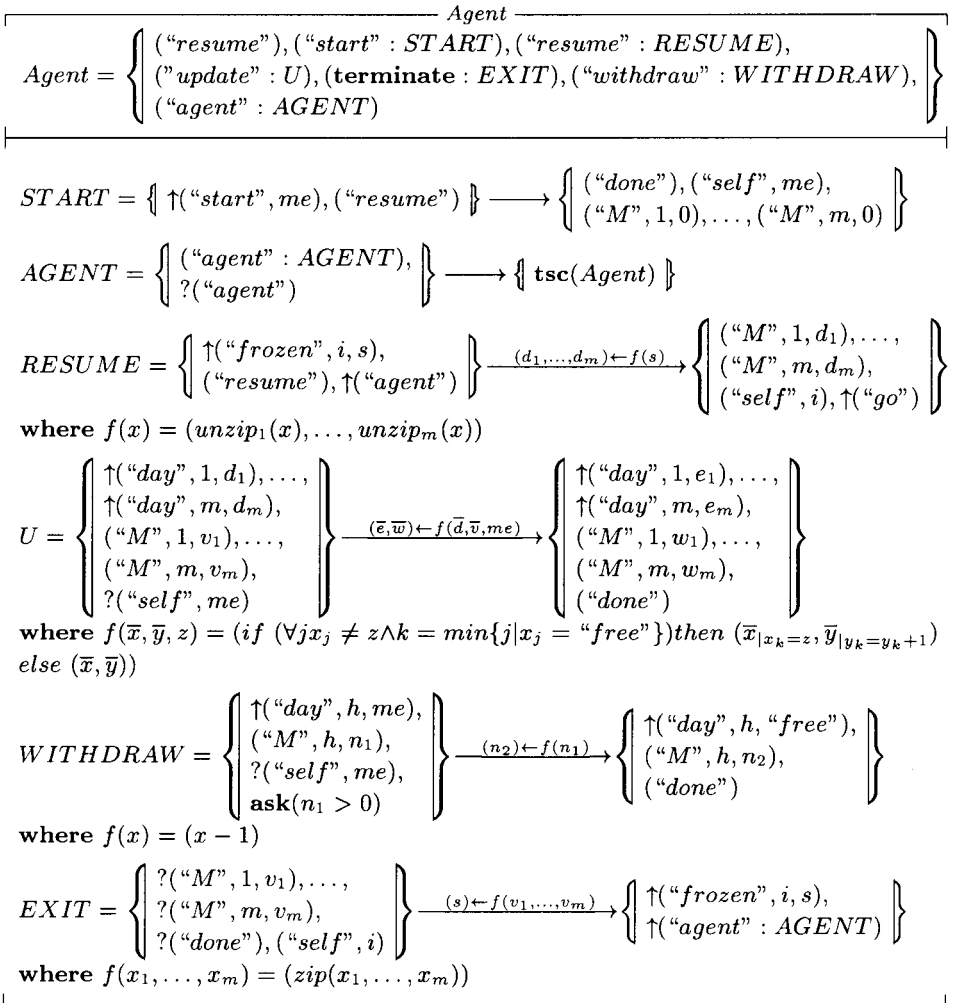 Agent
("resume"), ("start" : START), ("resume" : RESUME),
Agent = { ("update" : U), (terminate : EXIT), ("withdraw" : WITHDRAW), }
("agent" : AGENT)
START = {| ↑("start", me), ("resume") |} ⟶ {| ("done"), ("self", me),
("M", 1, 0), . . . , ("M", m, 0) |}
AGENT = {| ("agent" : AGENT),
?("agent") |} ⟶ {| tsc(Agent) |}
RESUME = {| ↑("frozen", i, s),
("resume"), ↑("agent") |} (d₁,...,dₘ)←f(s) ⟶ {| ("M", 1, d₁), . . . ,
("M", m, dₘ),
("self", i), ↑("go") |}
where f(x) = (unzip₁(x), . . . , unzipₘ(x))
U = {| ↑("day", 1, d₁), . . . ,
↑("day", m, dₘ),
("M", 1, v₁), . . . ,
("M", m, vₘ),
?("self", me) |} (e̅,w̅)←f(d̅,v̅,me) ⟶ {| ↑("day", 1, e₁), . . . ,
↑("day", m, eₘ),
("M", 1, w₁), . . . ,
("M", m, wₘ),
("done") |}
where f(x̅, y̅, z) = (if (∀jxⱼ ≠ z∧k = min{j|xⱼ = "free"})then (x̅|xₖ=z, y̅|yₖ=yₖ+1)
else (x̅, y̅))
WITHDRAW = {| ↑("day", h, me),
("M", h, n₁),
?("self", me),
ask(n₁ > 0) |} (n₂)←f(n₁) ⟶ {| ↑("day", h, "free"),
("M", h, n₂),
("done") |}
where f(x) = (x − 1)
EXIT = {| ?("M", 1, v₁), . . . ,
?("M", m, vₘ),
?("done"), ("self", i) |} (s)←f(v₁,...,vₘ) ⟶ {| ↑("frozen", i, s),
↑("agent" : AGENT) |}
where f(x₁, . . . , xₘ) = (zip(x₁, . . . , xₘ))